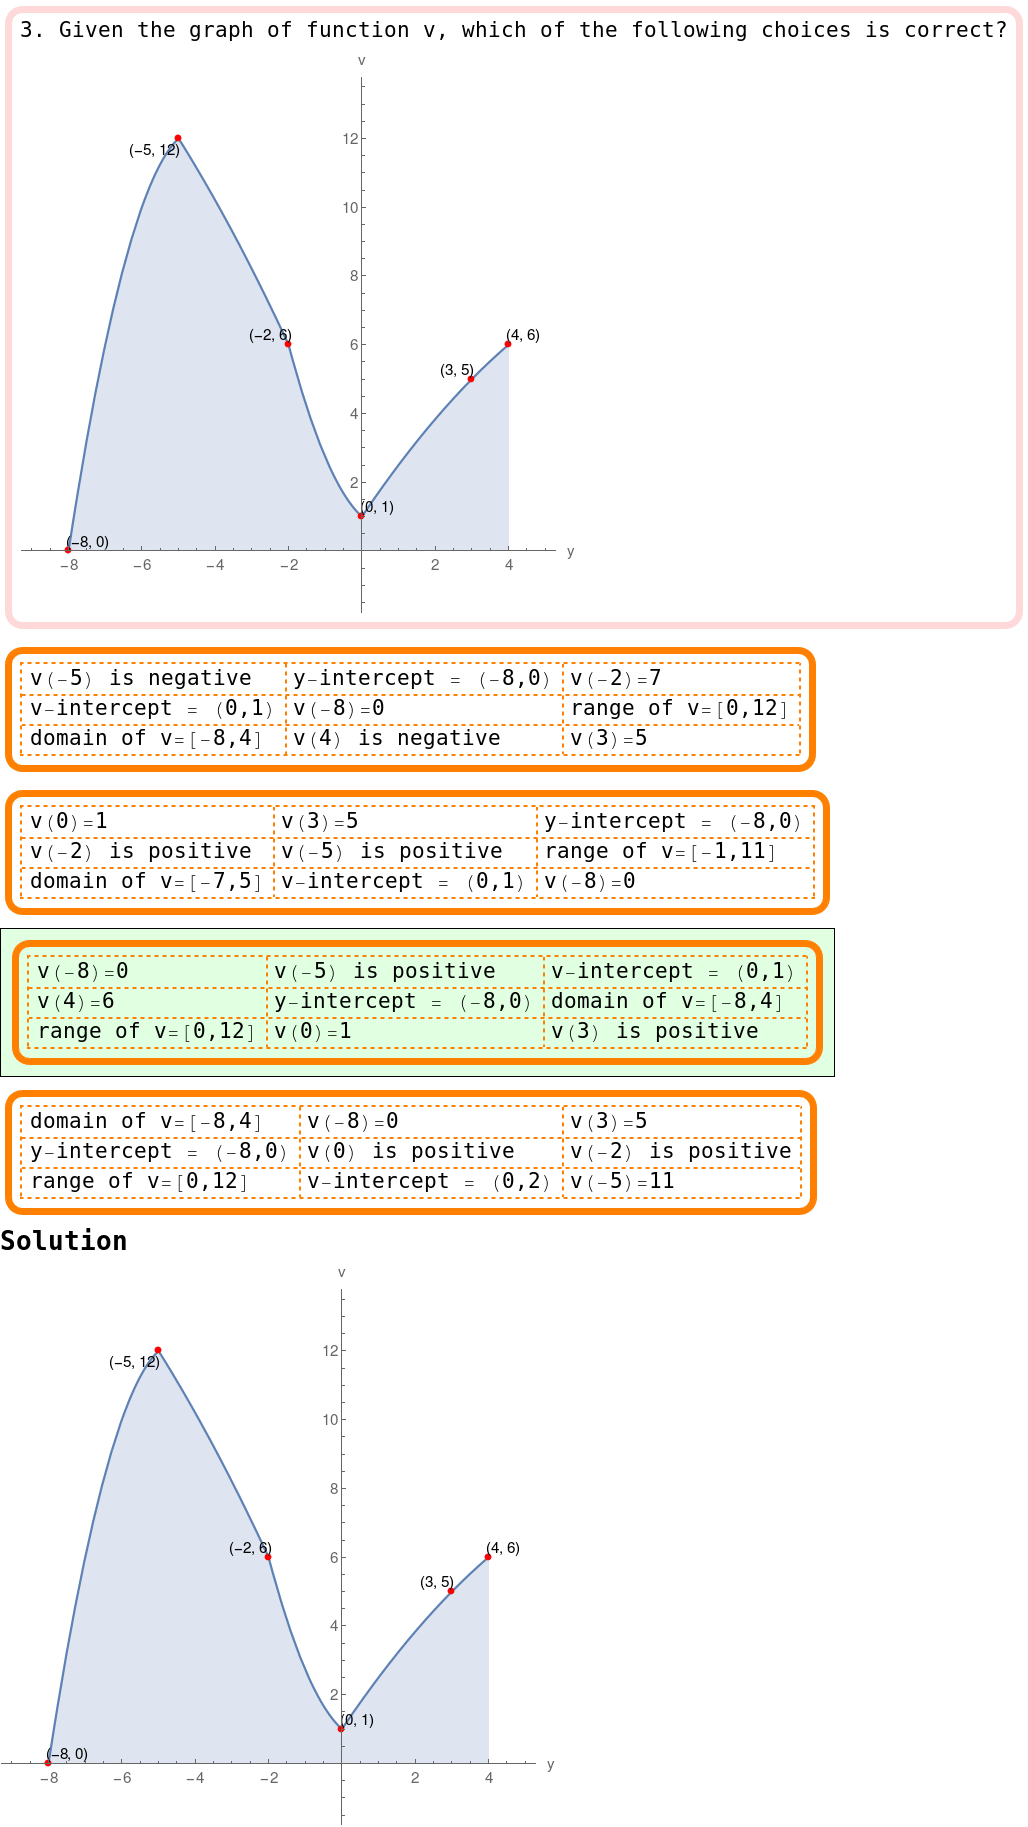 3. Given the graph of function v, which of the following choices is correct?
v
12
10
8
6
4
2
(−5, 12)
(−2, 6)
(4, 6)
(3, 5)
(0, 1)
(−8, 0)
−8 −6 −4 −2 2 4 y
v(−5) is negative y−intercept = (−8,0) v(−2)=7
v−intercept = (0,1) v(−8)=0 range of v=[0,12]
domain of v=[−8,4] v(4) is negative v(3)=5
v(0)=1 v(3)=5 y−intercept = (−8,0)
v(−2) is positive v(−5) is positive range of v=[−1,11]
domain of v=[−7,5] v−intercept = (0,1) v(−8)=0
v(−8)=0 v(−5) is positive v−intercept = (0,1)
v(4)=6 y−intercept = (−8,0) domain of v=[−8,4]
range of v=[0,12] v(0)=1 v(3) is positive
domain of v=[−8,4] v(−8)=0 v(3)=5
y−intercept = (−8,0) v(0) is positive v(−2) is positive
range of v=[0,12] v−intercept = (0,2) v(−5)=11
Solution
v
12
10
8
6
4
2
(−5, 12)
(−2, 6)
(4, 6)
(3, 5)
(0, 1)
(−8, 0)
−8 −6 −4 −2 2 4 y